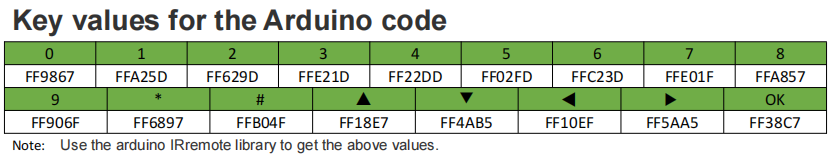 Key values for the Arduino code
0 1 2 3 4 5 6 7 8
FF9867 FFA25D FF629D FFE21D FF22DD FF02FD FFC23D FFE01F FFA857
9 * # ▲ ▼ ◀ ▶ OK
FF906F FF6897 FFB04F FF18E7 FF4AB5 FF10EF FF5AA5 FF38C7
Note: Use the arduino IRremote library to get the above values.